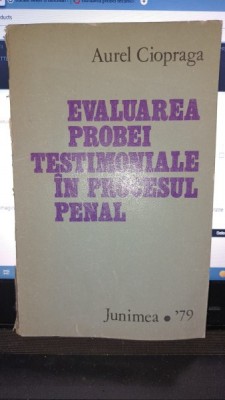 Aurel Ciopraga
EVALUAREA
PROBEI
TESTIMONIALE
ÎN PROCESUL
PENAL
Junimea • '79